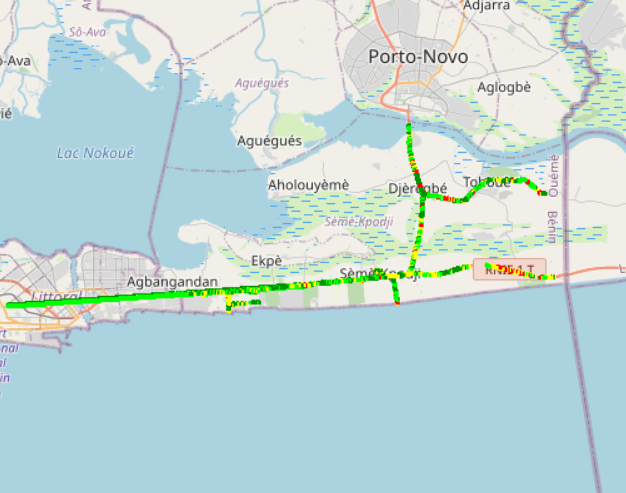 Adjarra
Sô-Ava
Porto-Novo
Aguégués
Aglogbè
Aguégués
Lac Nokoué
Aholouyèmè
Djèrègbé
Ouémé
Sèmè-Kpodji
Bénin
Ekpè
Agbangandan
Littoral